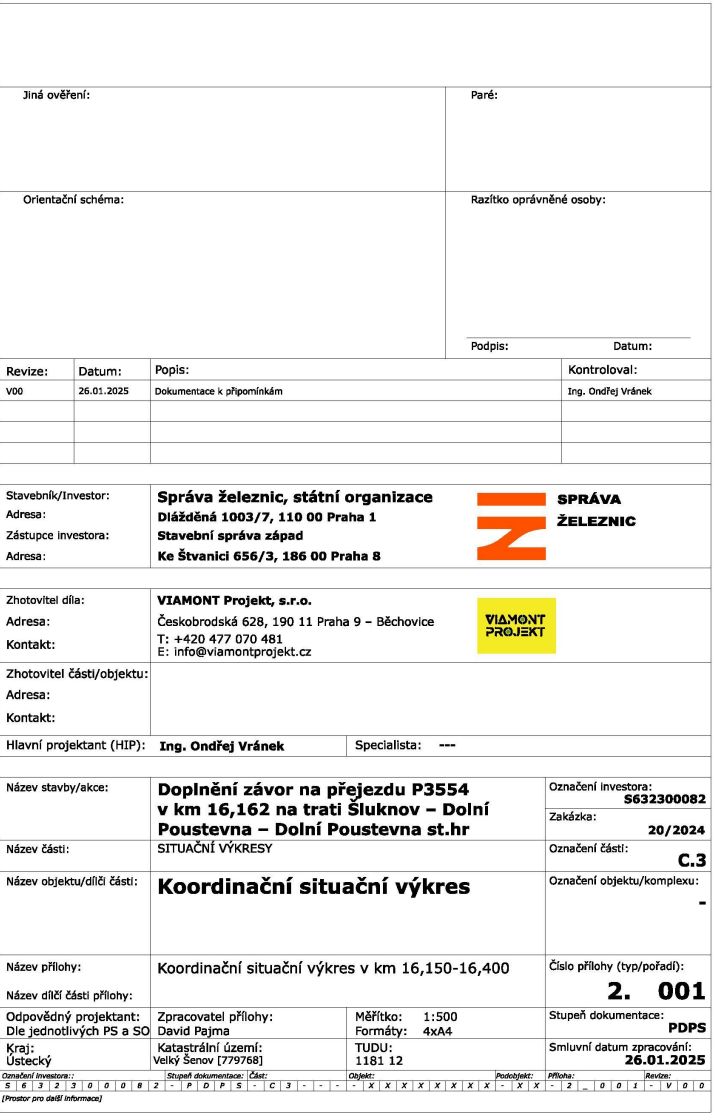 Jiná ověření:
Paré:
Orientační schéma:
Razítko oprávněné osoby:
Podpis: Datum:
Revize: Datum: Popis: Kontroloval:
V00 26.01.2025 Dokumentace k připomínkám Ing. Ondřej Vránek
Stavebník/Investor: Správa železnic, státní organizace
Adresa: Dlážděná 1003/7, 110 00 Praha 1
Zástupce investora: Stavební správa západ
Adresa: Ke Štvanici 656/3, 186 00 Praha 8
SPRÁVA
ŽELEZNIC
Zhotovitel díla: VIAMONT Projekt, s.r.o.
Adresa: Českobrodská 628, 190 11 Praha 9 – Běchovice
Kontakt: T: +420 477 070 481
E: info@viamontprojekt.cz
VIAMONT
PROJEKT
Zhotovitel části/objektu:
Adresa:
Kontakt:
Hlavní projektant (HIP): Ing. Ondřej Vránek Specialista: ---
Název stavby/akce: Doplnění závor na přejezdu P3554
v km 16,162 na trati Šluknov – Dolní
Poustevna – Dolní Poustevna st.hr
Označení investora:
S632300082
Zakázka:
20/2024
Název části: SITUAČNÍ VÝKRESY
Označení části:
C.3
Název objektu/dílčí části: Koordinační situační výkres
Označení objektu/komplexu:
-
Název přílohy: Koordinační situační výkres v km 16,150-16,400
Název dílčí části přílohy:
Číslo přílohy (typ/pořadí):
2. 001
Odpovědný projektant: Zpracovatel přílohy: Měřítko: 1:500 Stupeň dokumentace:
Dle jednotlivých PS a SO David Pajma Formáty: 4xA4 PDPS
Kraj: Katastrální území: TUDU: Smluvní datum zpracování:
Ústecký Velký Šenov [779768] 1181 12 26.01.2025
Označení investora:: Stupeň dokumentace: Část: Objekt: Podobjekt: Příloha: Revize:
S 6 3 2 3 0 0 0 8 2 - P D P S - C 3 - - - - X X X X X X X X X - X X - 2 _ 0 0 1 - V 0 0
[Prostor pro další informace]